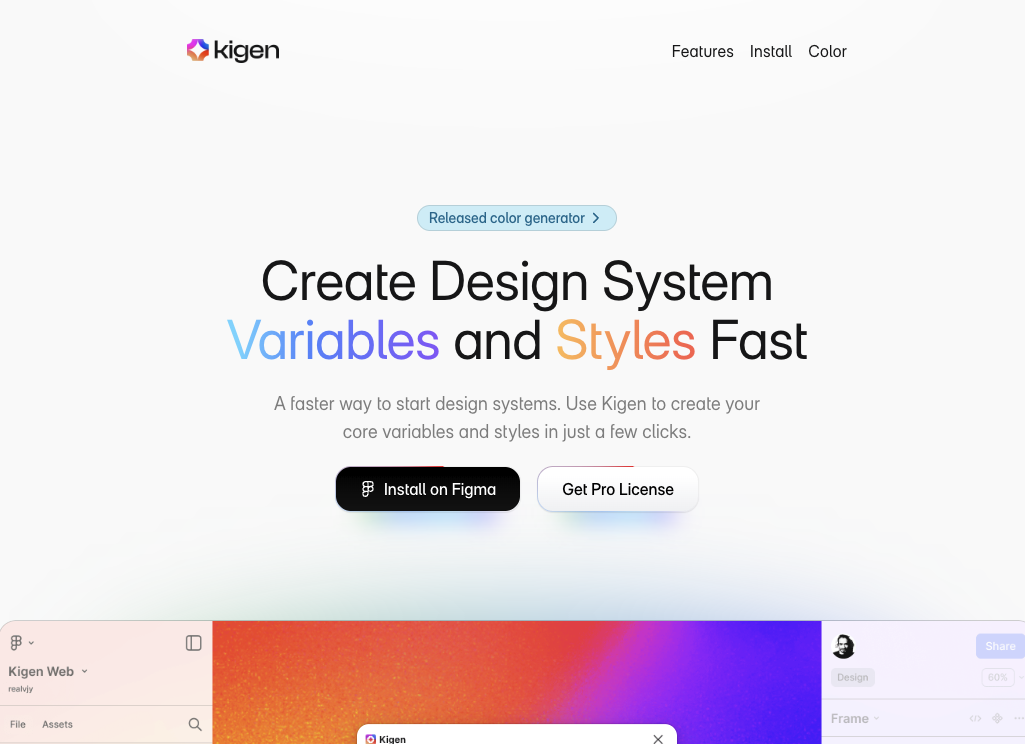 kigen
Features Install Color
Released color generator
Create Design System
Variables and Styles Fast
A faster way to start design systems. Use Kigen to create your
core variables and styles in just a few clicks.
Install on Figma
Get Pro License
Kigen Web
realvjy
File Assets
Share
Design
60%
Frame
Kigen